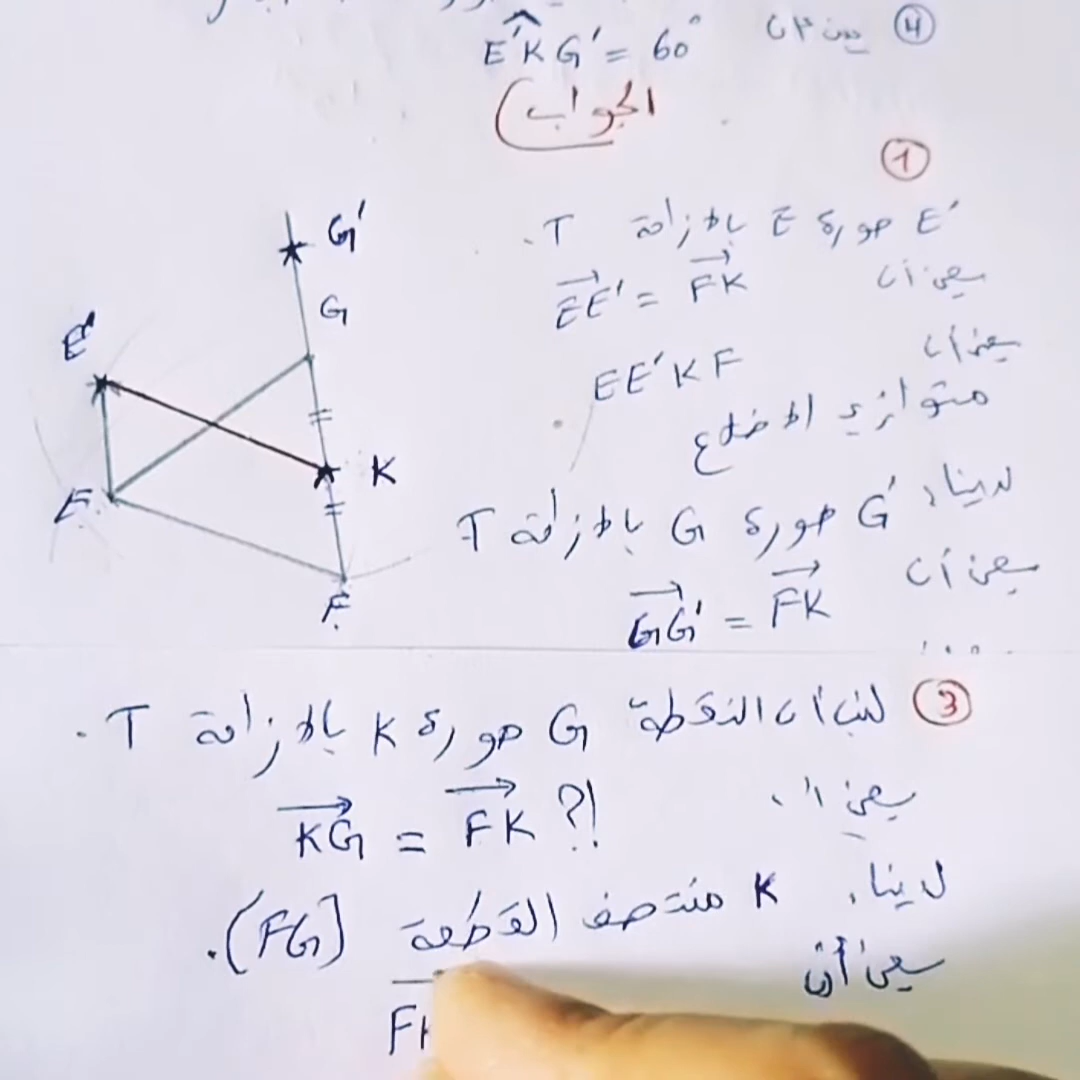 ④ بين أن
E'K̂G' = 60°
الجواب
①
E' صورة E بالإزاحة T.
يعني أن
EE'→ = FK→
يعني أن
EE'KF
متوازي الأضلاع
لدينا، G' صورة G بالإزاحة T
يعني أن
GG'→ = FK→
...
G'
G
E'
K
E
F
③ لنبين أن النقطة G صورة K بالإزاحة T.
يعني أن
KG→ = FK→ ?!
لدينا، K منتصف القطعة [FG].
يعني أن